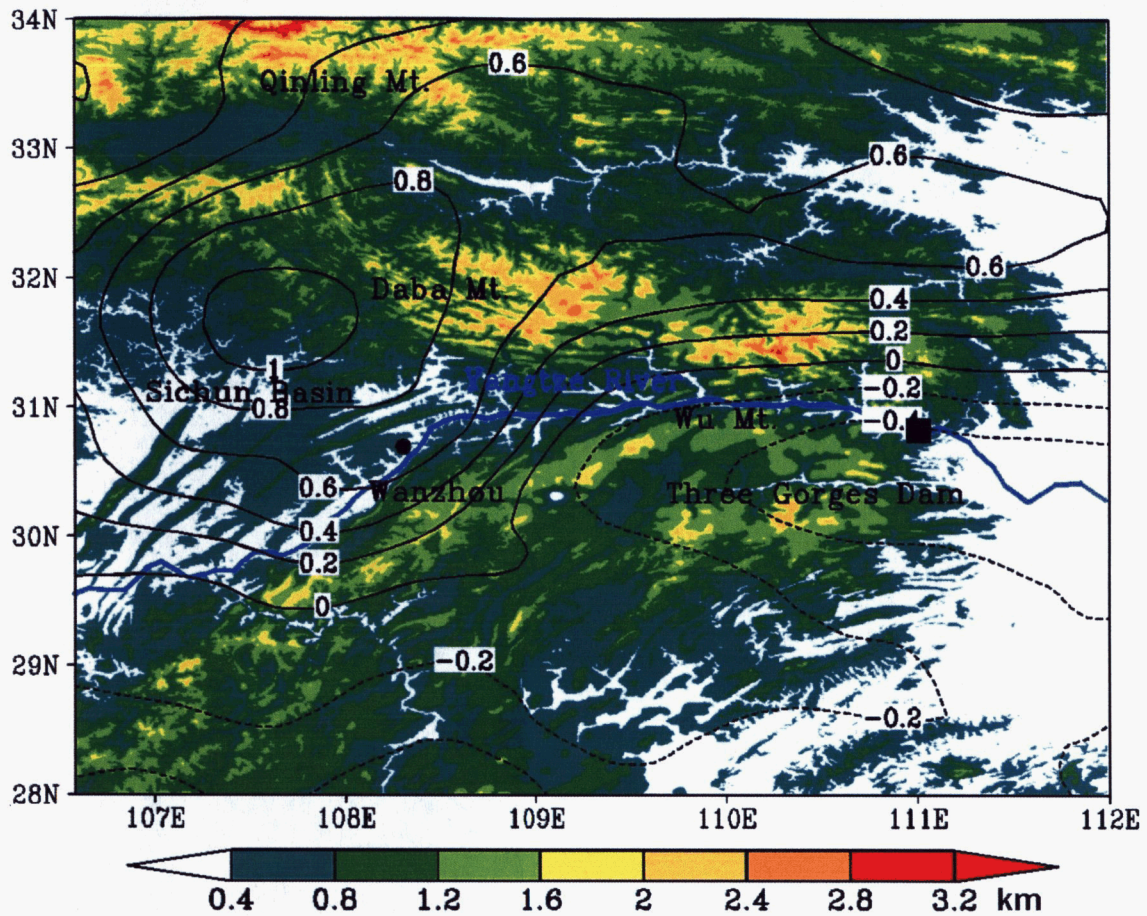 34N
0.6
Qinling Mt.
33N
0.6
0.8
32N
0.6
Daba Mt.
0.4
0.2
0
1
Yangtze River
-0.2
Sichun Basin
31N
0.8
Wu Mt.
0.6
Wanzhou
Three Gorges Dam
30N
0.4
0.2
0
29N
-0.2
-0.2
28N
107E 108E 109E 110E 111E 112E
0.4 0.8 1.2 1.6 2 2.4 2.8 3.2 km